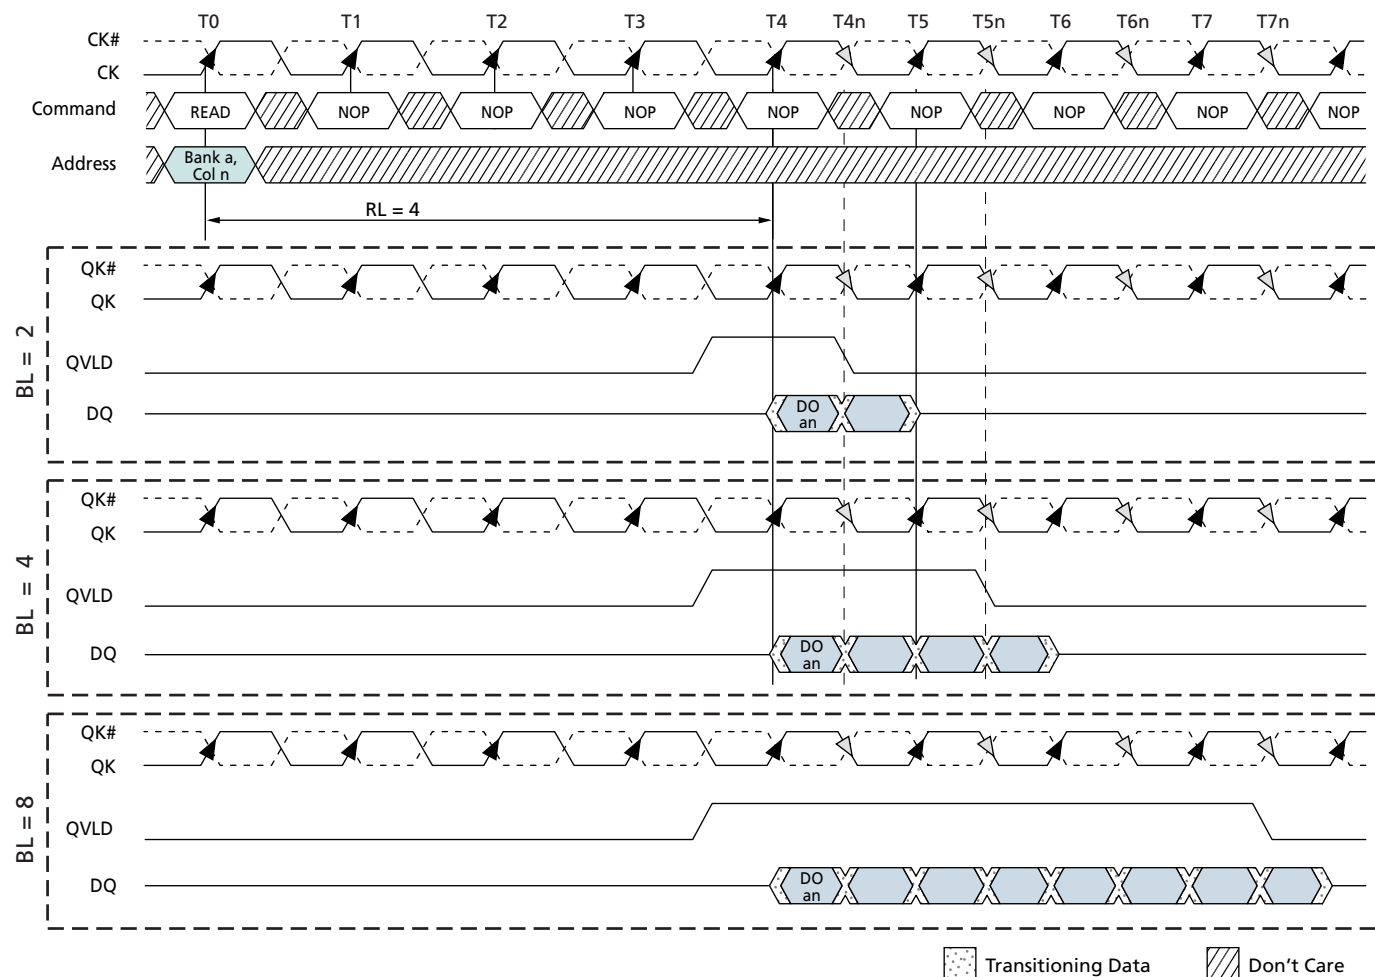 T0 T1 T2 T3 T4 T4n T5 T5n T6 T6n T7 T7n
CK#
CK
Command READ NOP NOP NOP NOP NOP NOP NOP NOP
Address Bank a,
Col n
RL = 4
BL = 2
QK#
QK
QVLD
DQ DO
an
BL = 4
QK#
QK
QVLD
DQ DO
an
BL = 8
QK#
QK
QVLD
DQ DO
an
Transitioning Data Don't Care